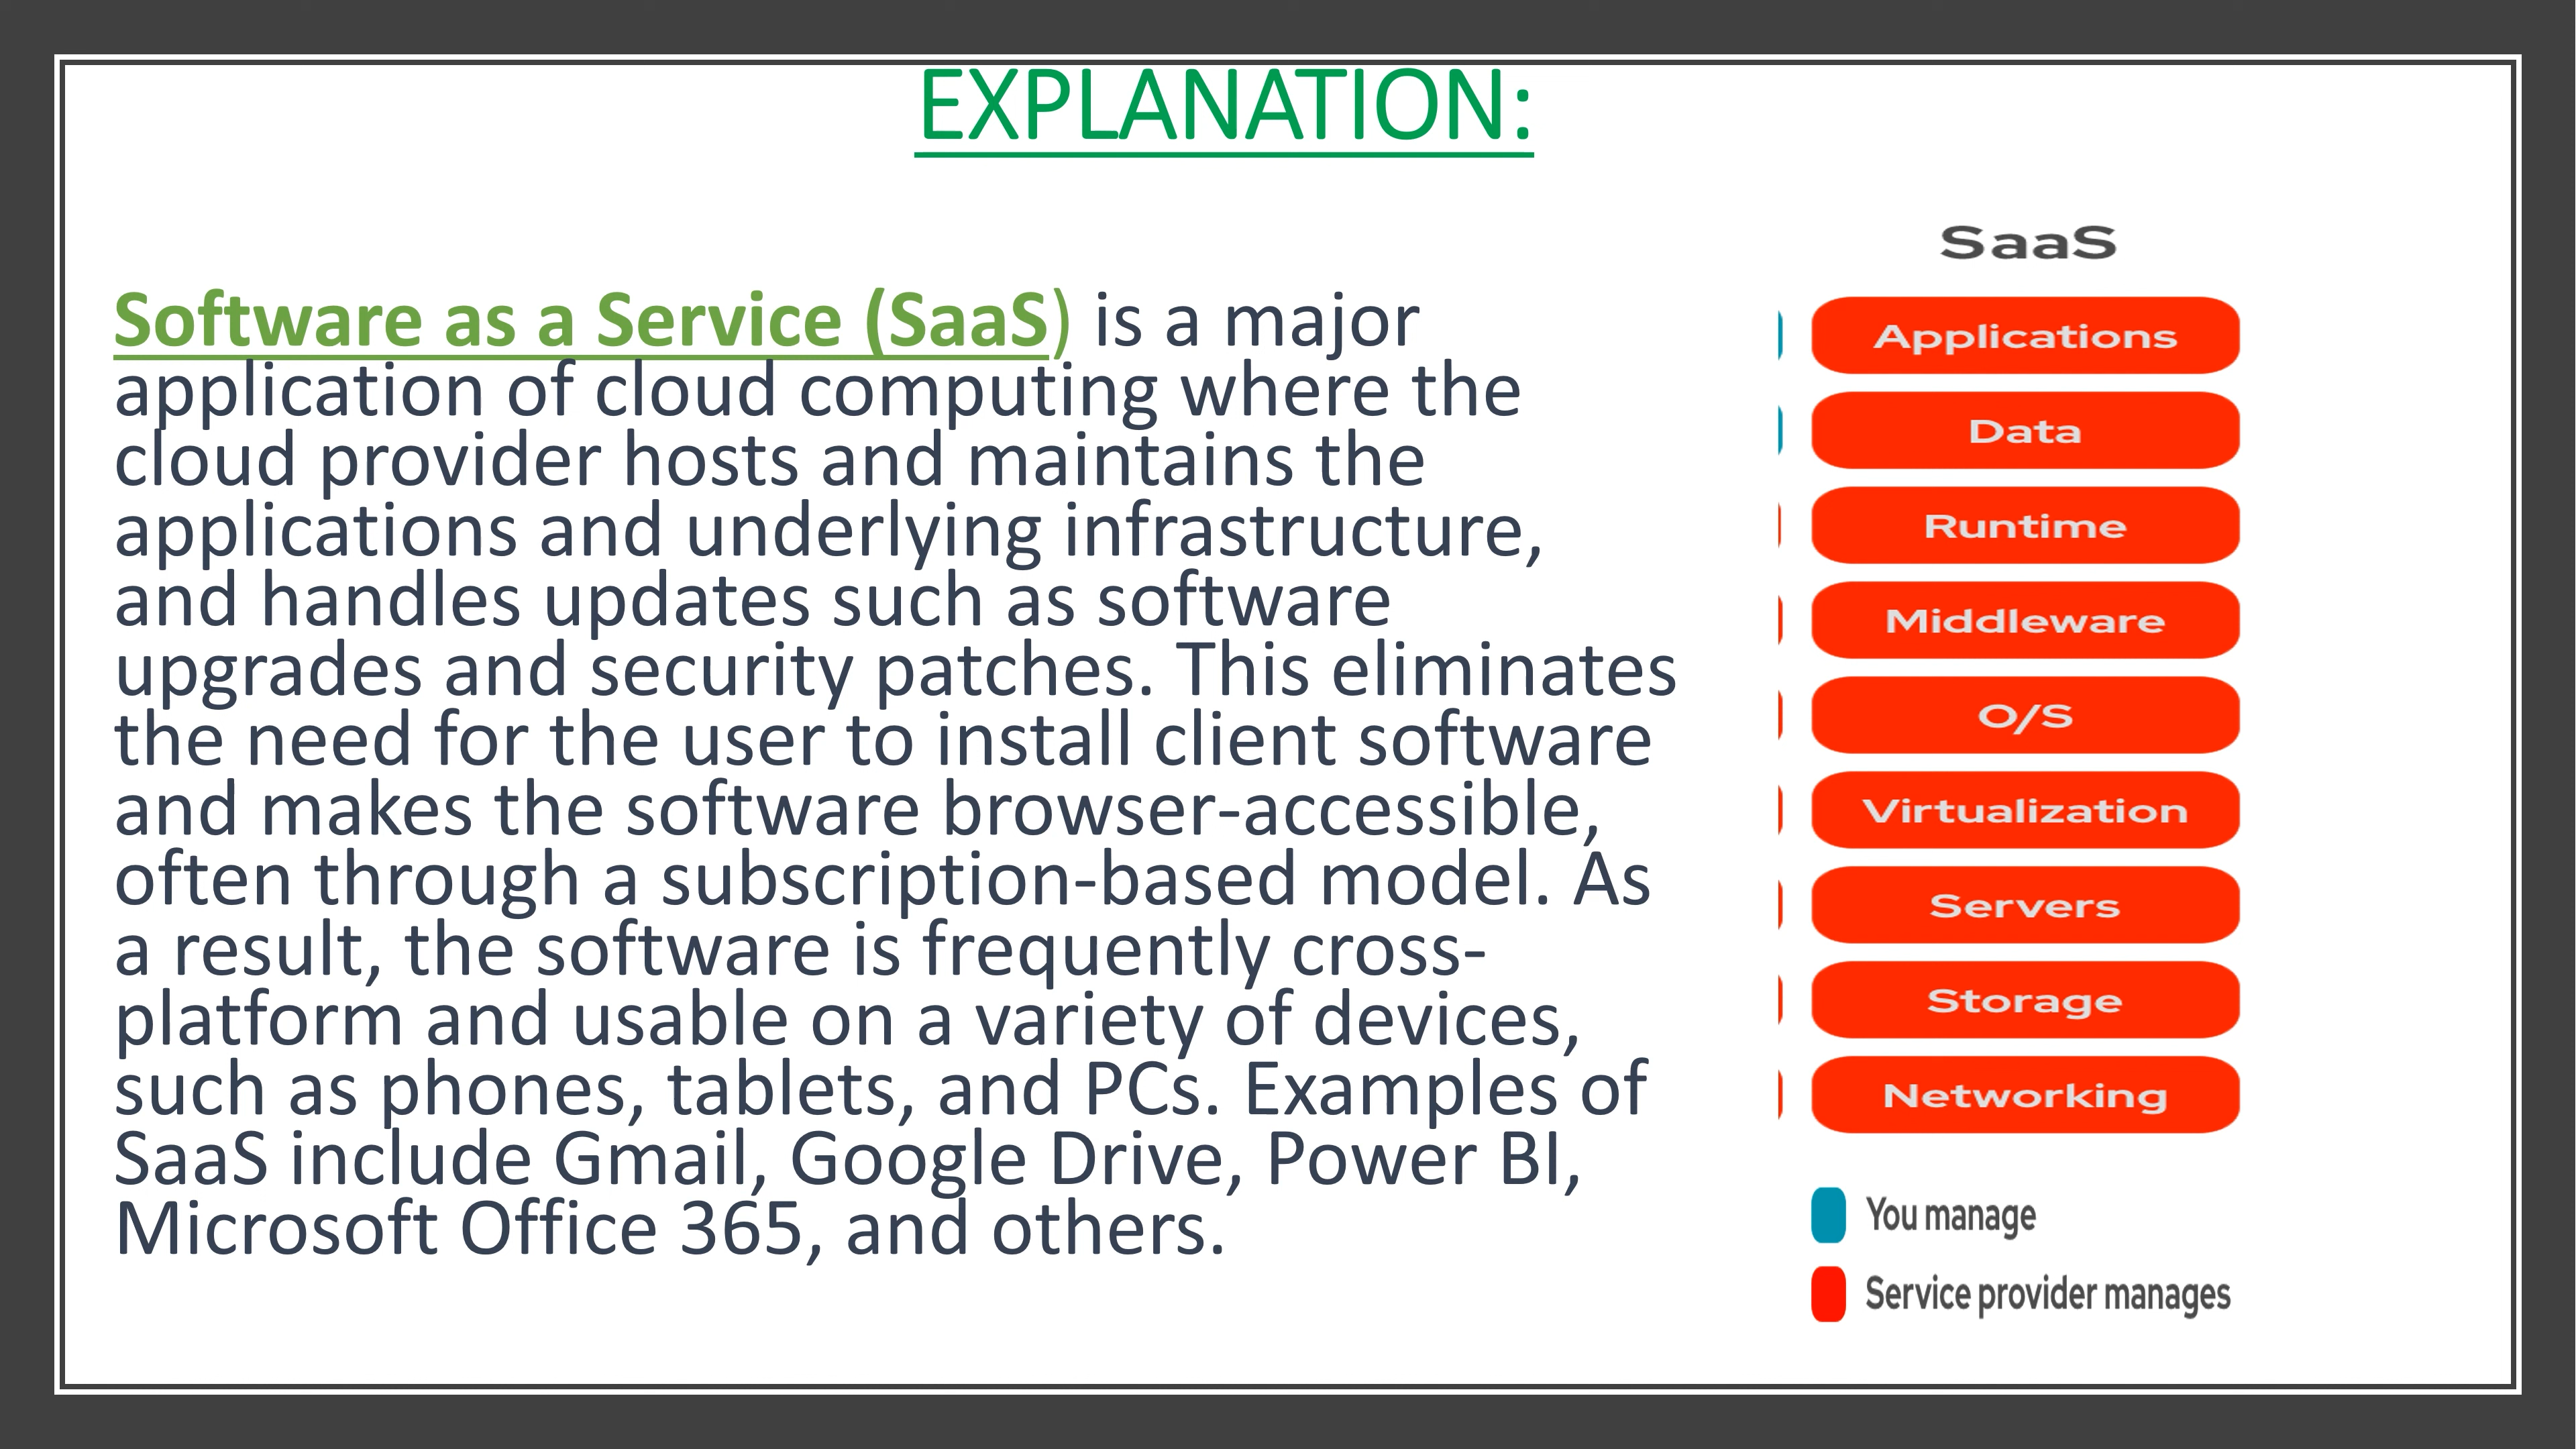 EXPLANATION:
Software as a Service (SaaS) is a major
application of cloud computing where the
cloud provider hosts and maintains the
applications and underlying infrastructure,
and handles updates such as software
upgrades and security patches. This eliminates
the need for the user to install client software
and makes the software browser-accessible,
often through a subscription-based model. As
a result, the software is frequently cross-
platform and usable on a variety of devices,
such as phones, tablets, and PCs. Examples of
SaaS include Gmail, Google Drive, Power BI,
Microsoft Office 365, and others.
SaaS
Applications
Data
Runtime
Middleware
O/S
Virtualization
Servers
Storage
Networking
You manage
Service provider manages